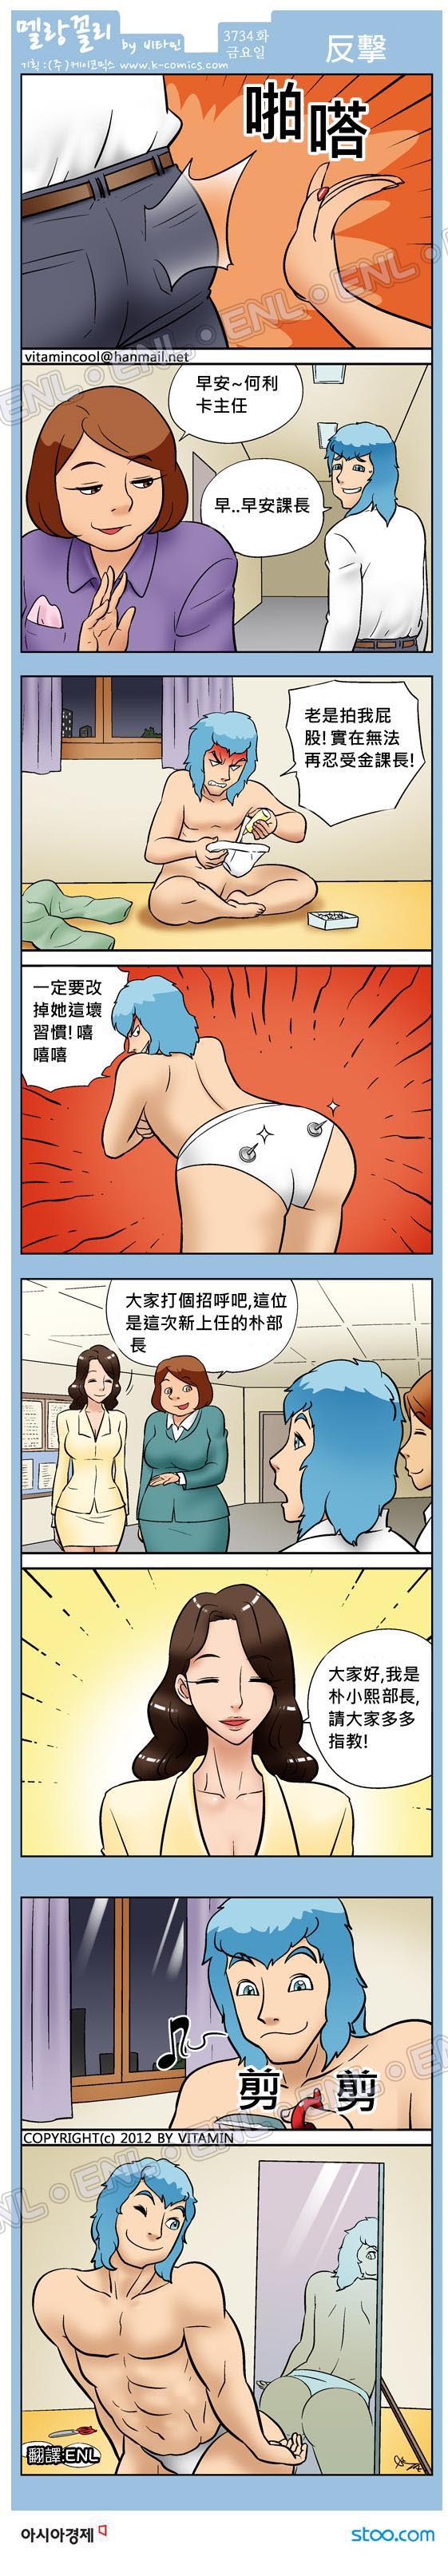 멜랑꼴리
by 비타민
3734화
금요일
反擊
기획 : (주)케이코믹스 www.k-comics.com
啪嗒
vitamincool@hanmail.net
早安~何利
卡主任
早..早安課長
老是拍我屁
股!實在無法
再忍受金課長!
一定要改
掉她這壞
習慣!嘻
嘻嘻
大家打個招呼吧,這位
是這次新上任的朴部
長
大家好,我是
朴小熙部長,
請大家多多
指教!
剪 剪
COPYRIGHT(c) 2012 BY VITAMIN
翻譯:ENL
ENL ENL ENL
ENL ENL ENL
아시아경제
stoo.com